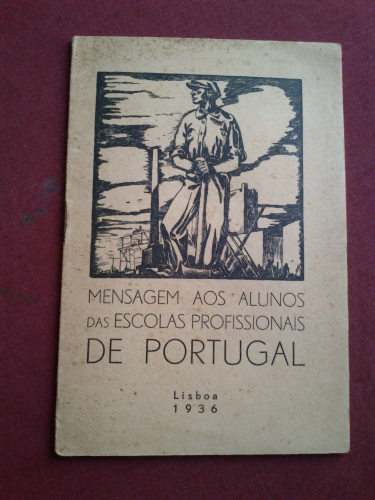 MENSAGEM AOS ALUNOS
DAS ESCOLAS PROFISSIONAIS
DE PORTUGAL
Lisboa
1936